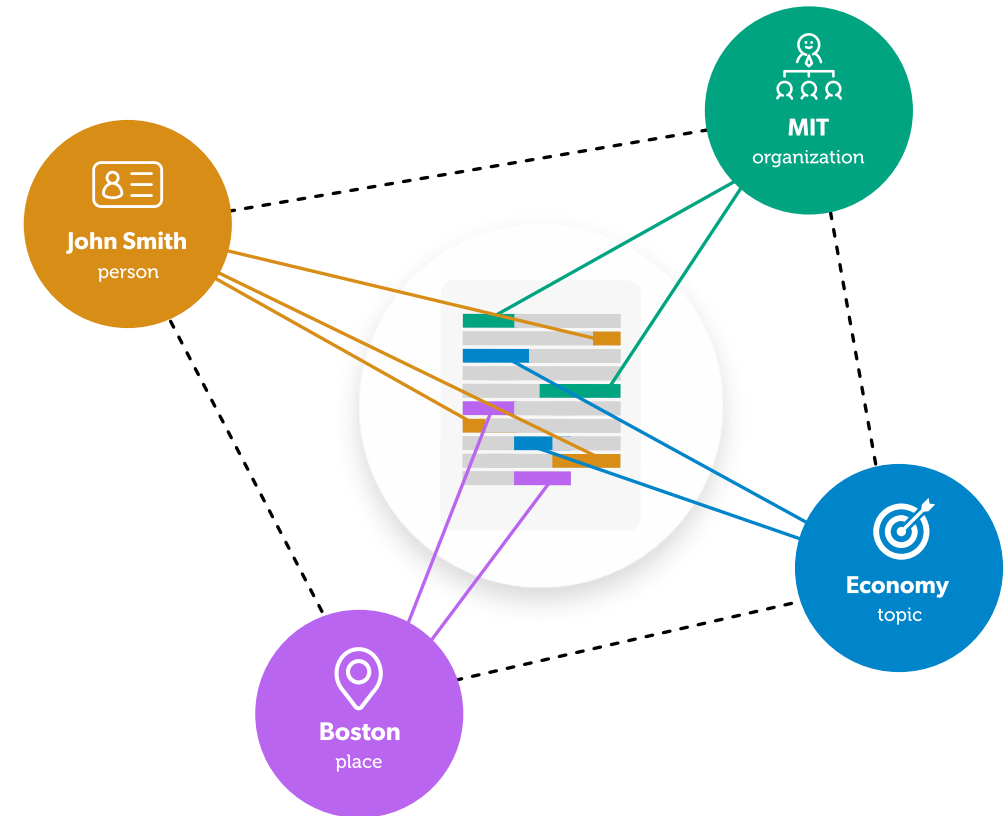 MIT
organization
John Smith
person
Economy
topic
Boston
place